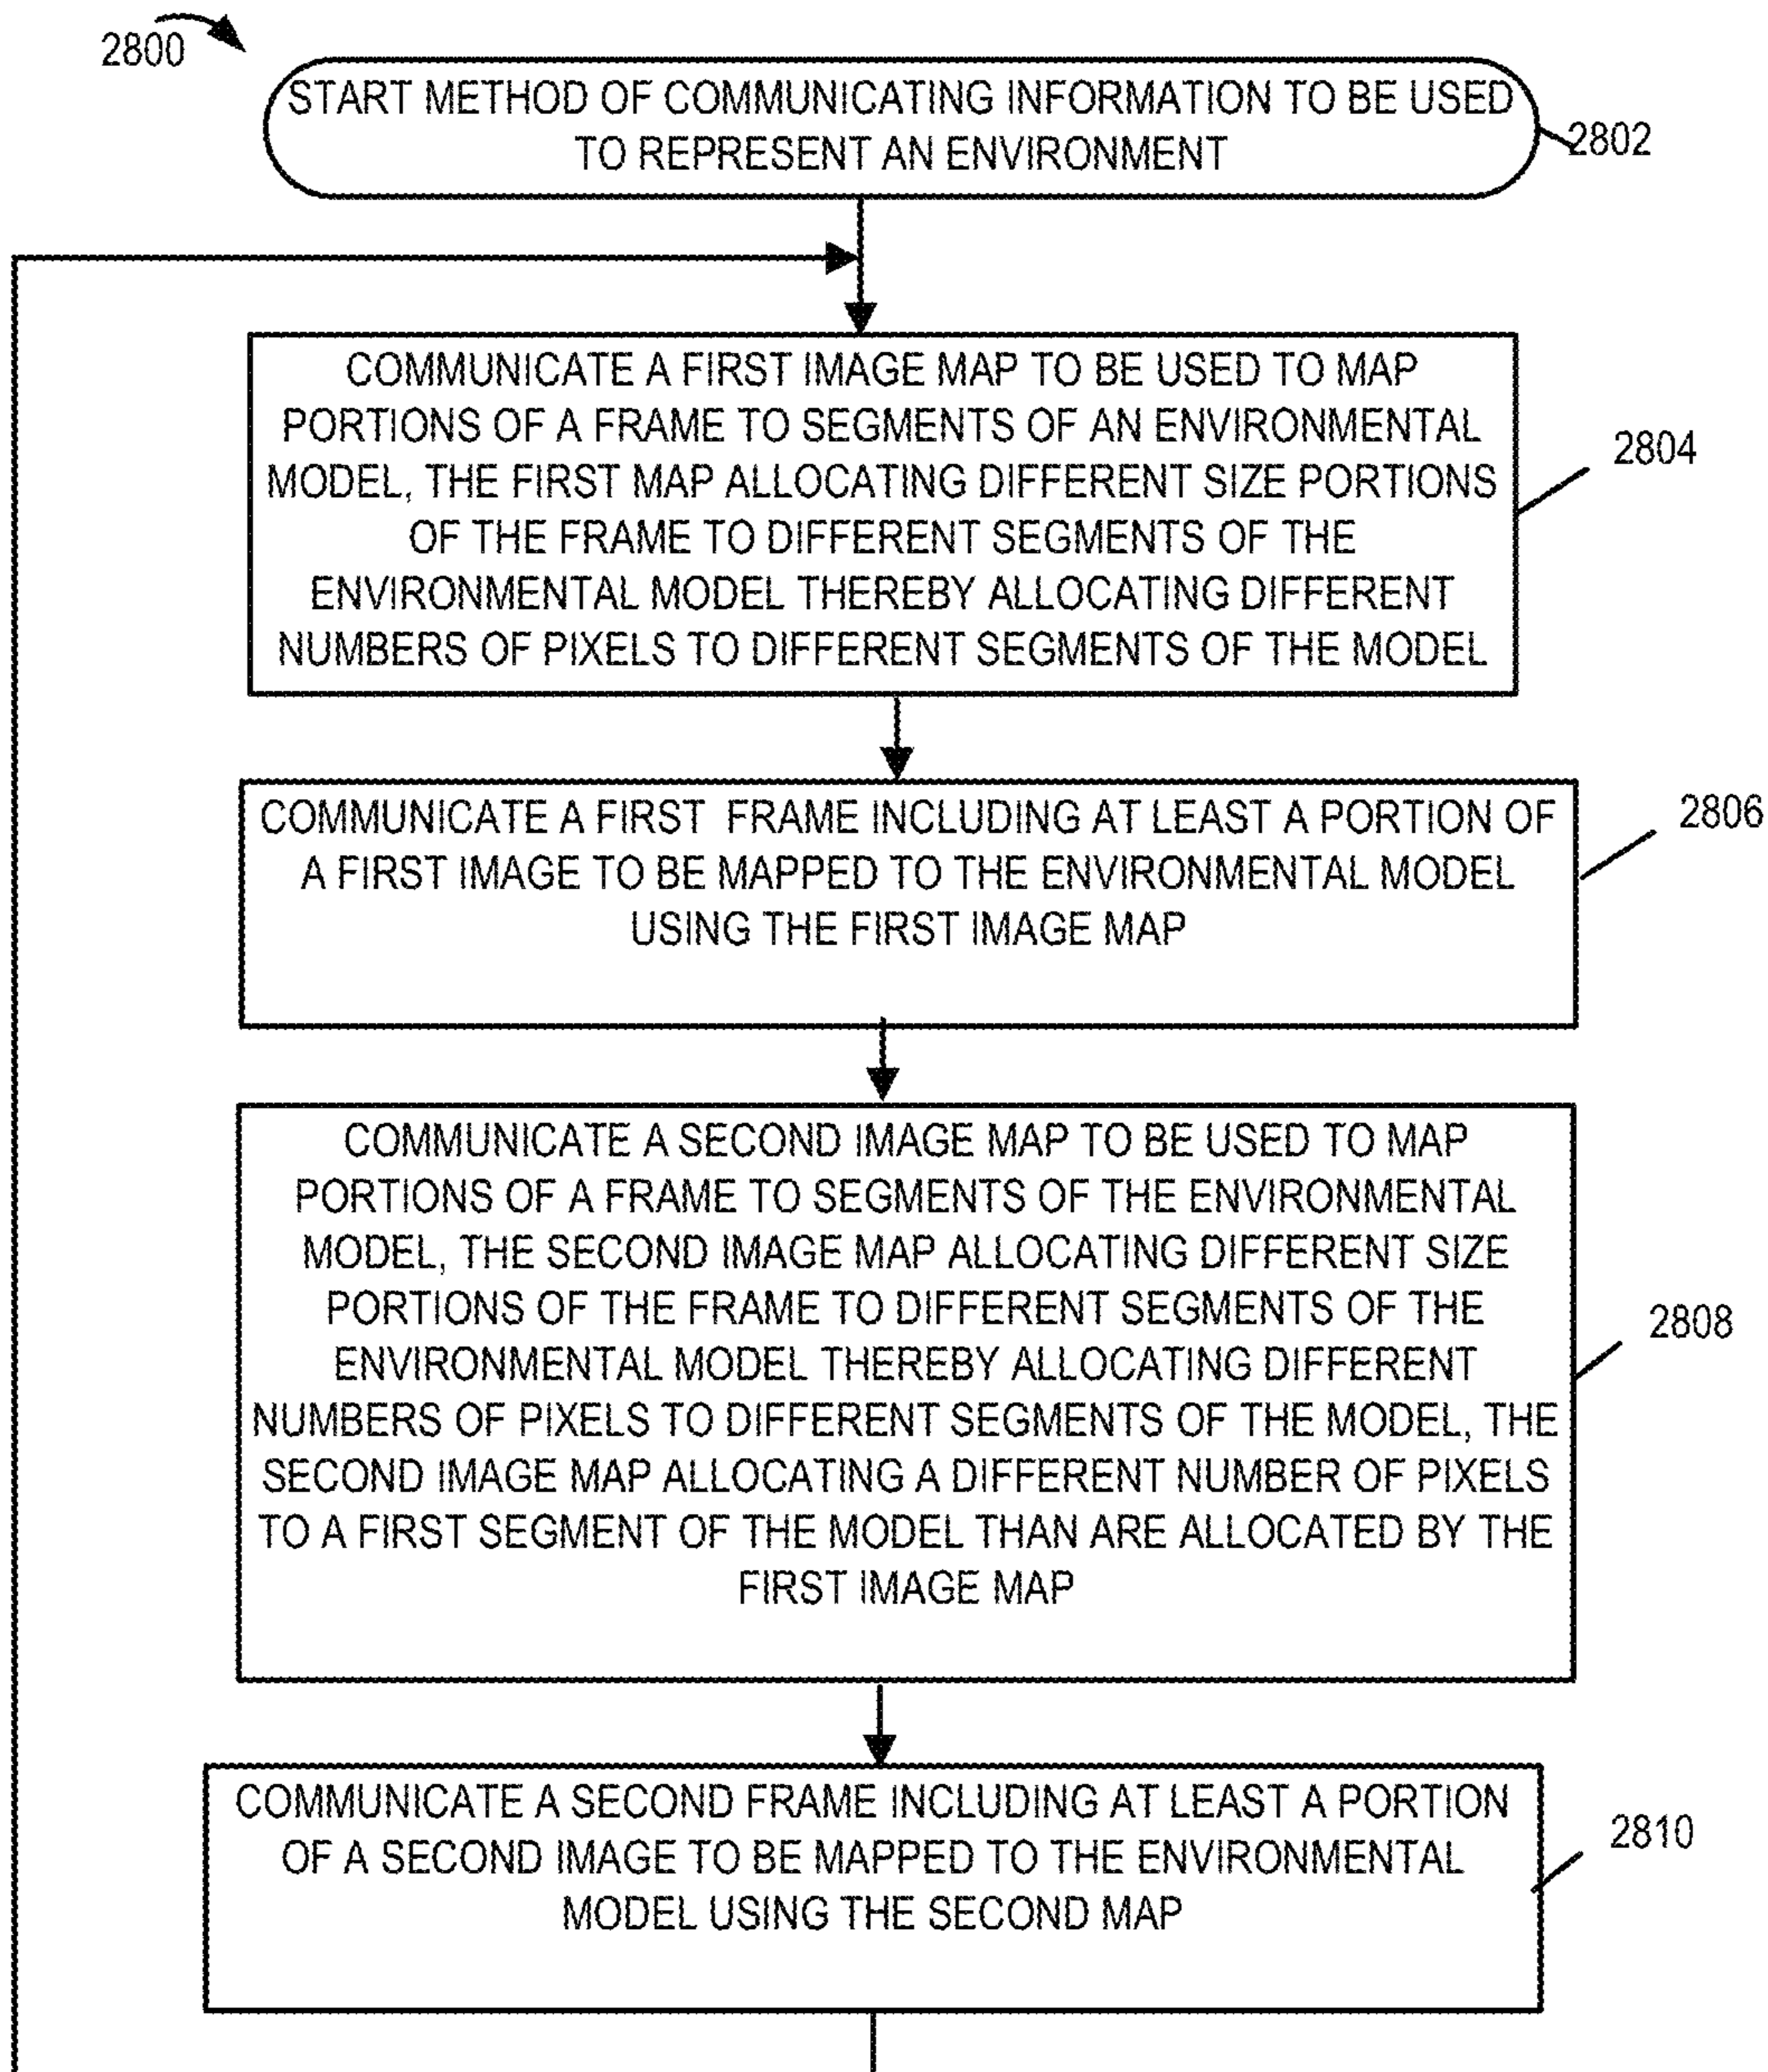 2800
START METHOD OF COMMUNICATING INFORMATION TO BE USED
TO REPRESENT AN ENVIRONMENT
2802
COMMUNICATE A FIRST IMAGE MAP TO BE USED TO MAP
PORTIONS OF A FRAME TO SEGMENTS OF AN ENVIRONMENTAL
MODEL, THE FIRST MAP ALLOCATING DIFFERENT SIZE PORTIONS
OF THE FRAME TO DIFFERENT SEGMENTS OF THE
ENVIRONMENTAL MODEL THEREBY ALLOCATING DIFFERENT
NUMBERS OF PIXELS TO DIFFERENT SEGMENTS OF THE MODEL
2804
COMMUNICATE A FIRST FRAME INCLUDING AT LEAST A PORTION OF
A FIRST IMAGE TO BE MAPPED TO THE ENVIRONMENTAL MODEL
USING THE FIRST IMAGE MAP
2806
COMMUNICATE A SECOND IMAGE MAP TO BE USED TO MAP
PORTIONS OF A FRAME TO SEGMENTS OF THE ENVIRONMENTAL
MODEL, THE SECOND IMAGE MAP ALLOCATING DIFFERENT SIZE
PORTIONS OF THE FRAME TO DIFFERENT SEGMENTS OF THE
ENVIRONMENTAL MODEL THEREBY ALLOCATING DIFFERENT
NUMBERS OF PIXELS TO DIFFERENT SEGMENTS OF THE MODEL, THE
SECOND IMAGE MAP ALLOCATING A DIFFERENT NUMBER OF PIXELS
TO A FIRST SEGMENT OF THE MODEL THAN ARE ALLOCATED BY THE
FIRST IMAGE MAP
2808
COMMUNICATE A SECOND FRAME INCLUDING AT LEAST A PORTION
OF A SECOND IMAGE TO BE MAPPED TO THE ENVIRONMENTAL
MODEL USING THE SECOND MAP
2810